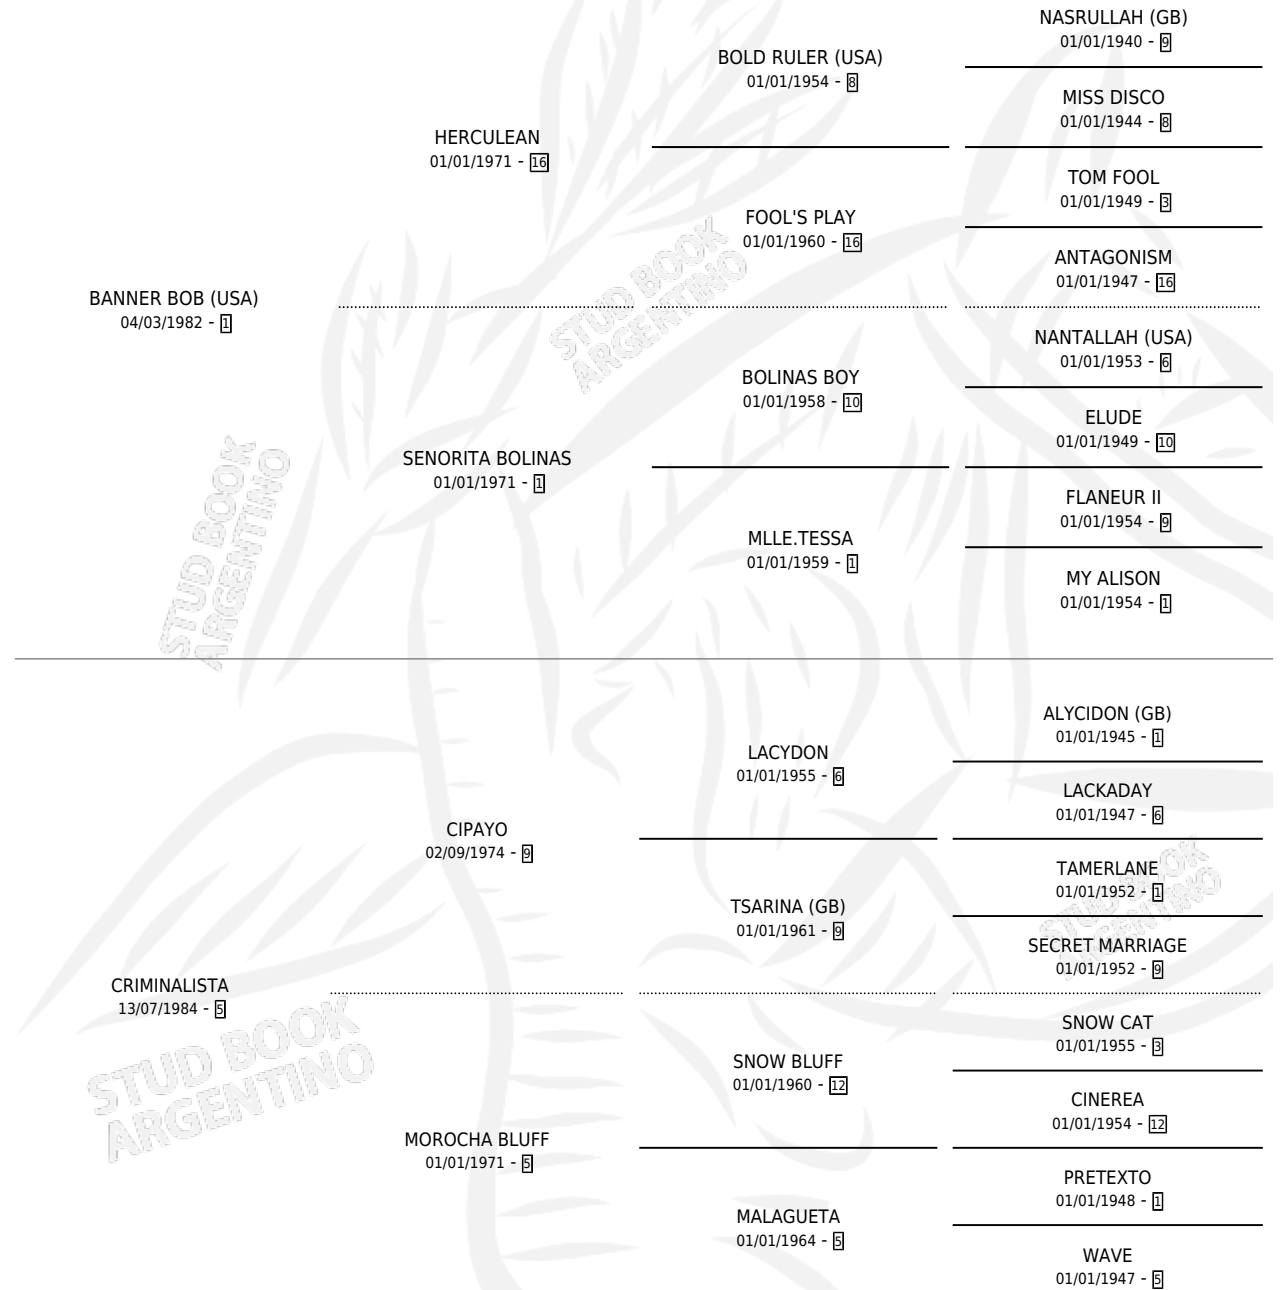 NASRULLAH (GB)
01/01/1940 - 9
BOLD RULER (USA)
01/01/1954 - 8
MISS DISCO
01/01/1944 - 8
HERCULEAN
01/01/1971 - 16
TOM FOOL
01/01/1949 - 3
FOOL'S PLAY
01/01/1960 - 16
ANTAGONISM
01/01/1947 - 16
BANNER BOB (USA)
04/03/1982 - 1
NANTALLAH (USA)
01/01/1953 - 6
BOLINAS BOY
01/01/1958 - 10
ELUDE
01/01/1949 - 10
SENORITA BOLINAS
01/01/1971 - 1
FLANEUR II
01/01/1954 - 9
MLLE.TESSA
01/01/1959 - 1
MY ALISON
01/01/1954 - 1
ALYCIDON (GB)
01/01/1945 - 1
LACYDON
01/01/1955 - 6
LACKADAY
01/01/1947 - 6
CIPAYO
02/09/1974 - 9
TAMERLANE
01/01/1952 - 1
TSARINA (GB)
01/01/1961 - 9
SECRET MARRIAGE
01/01/1952 - 9
CRIMINALISTA
13/07/1984 - 5
SNOW CAT
01/01/1955 - 3
SNOW BLUFF
01/01/1960 - 12
CINEREA
01/01/1954 - 12
MOROCHA BLUFF
01/01/1971 - 5
PRETEXTO
01/01/1948 - 1
MALAGUETA
01/01/1964 - 5
WAVE
01/01/1947 - 5
STUD BOOK
ARGENTINO
STUD BOOK
ARGENTINO
STUD BOOK
ARGENTINO
STUD BOOK
ARGENTINO